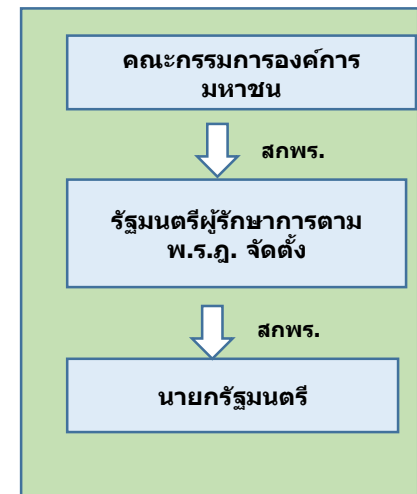 คณะกรรมการองค์การ
มหาชน
สกพร.
รัฐมนตรีผู้รักษาการตาม
พ.ร.ฎ. จัดตั้ง
สกพร.
นายกรัฐมนตรี